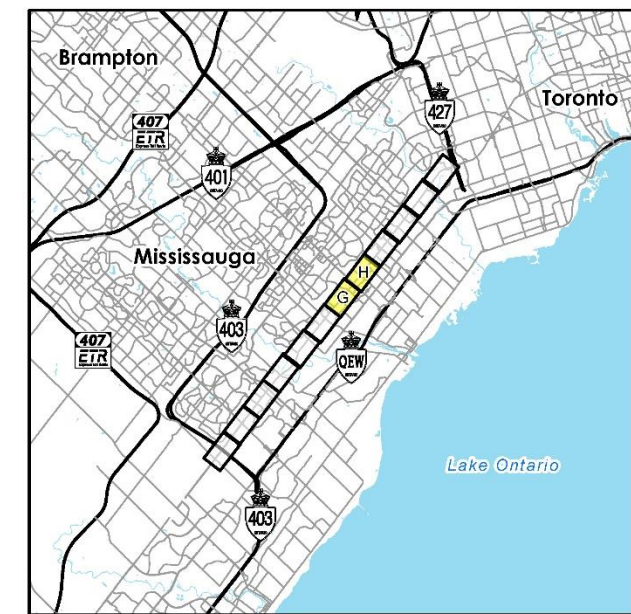 Brampton
427
Toronto
407
ETR
401
Mississauga
H
G
403
407
ETR
QEW
Lake Ontario
403